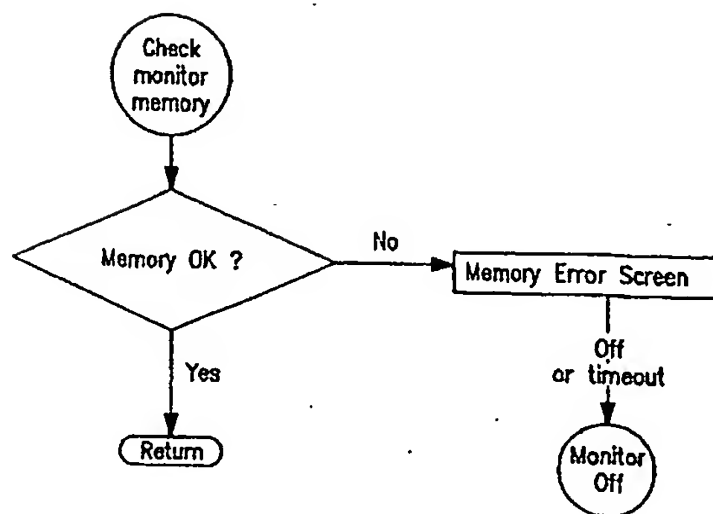 Check
monitor
memory
Memory OK ?
No
Memory Error Screen
Yes
Off
or timeout
Return
Monitor
Off